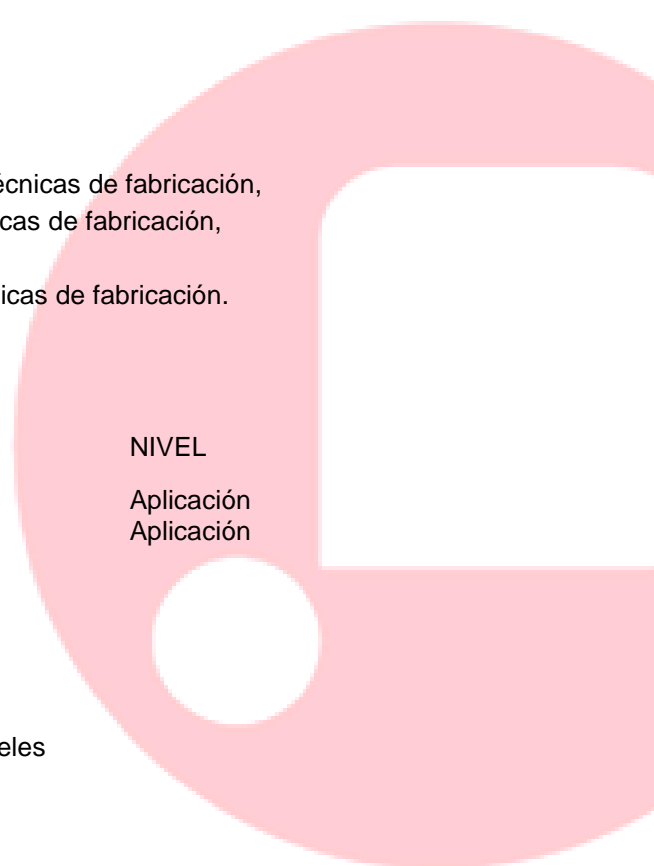 écnicas de fabricación,
cas de fabricación,
icas de fabricación.
NIVEL
Aplicación
Aplicación
eles